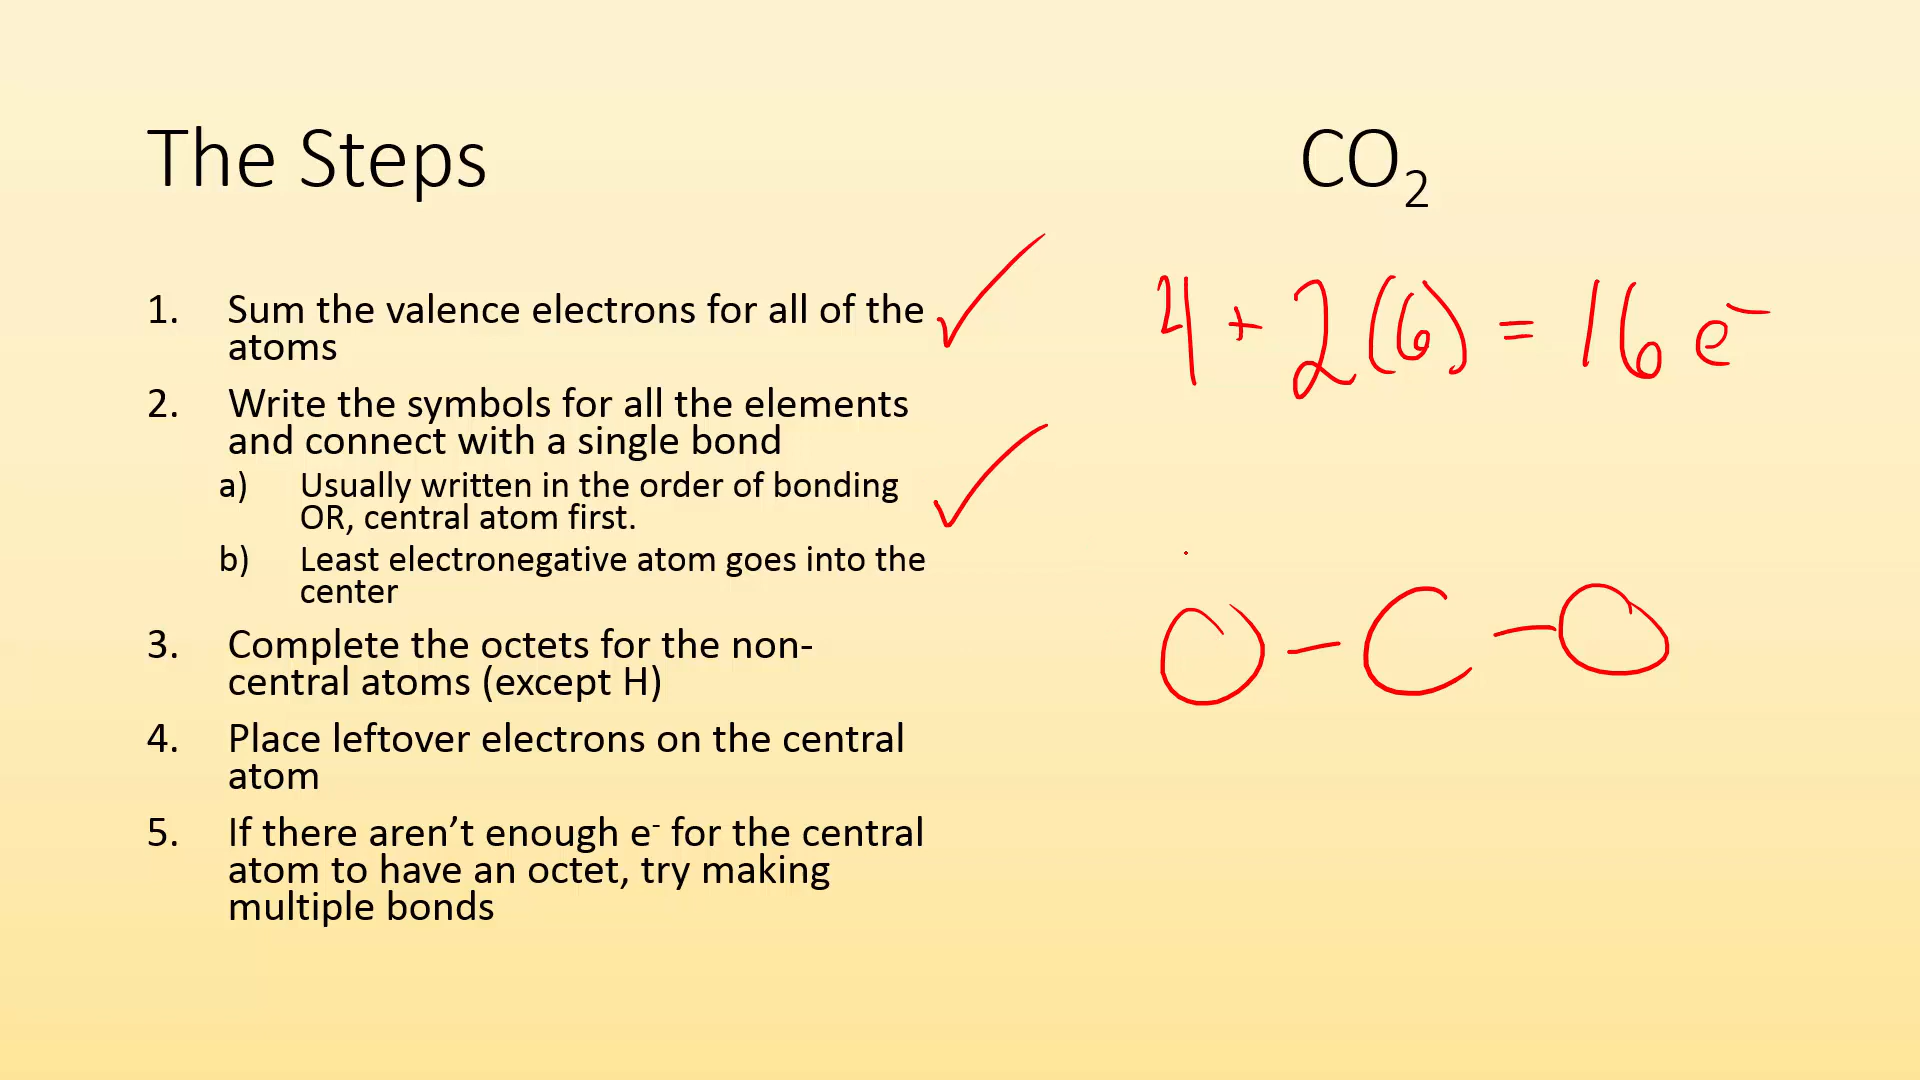 The Steps
CO₂
1. Sum the valence electrons for all of the
atoms
2. Write the symbols for all the elements
and connect with a single bond
a) Usually written in the order of bonding
OR, central atom first.
b) Least electronegative atom goes into the
center
3. Complete the octets for the non-
central atoms (except H)
4. Place leftover electrons on the central
atom
5. If there aren’t enough e⁻ for the central
atom to have an octet, try making
multiple bonds
4 + 2(6) = 16 e⁻
O – C – O